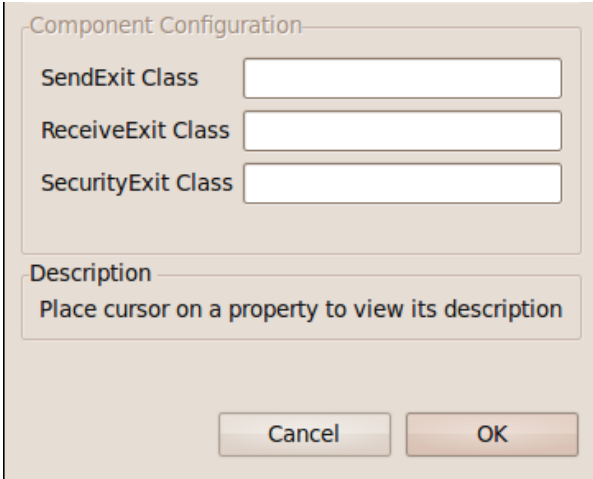 Component Configuration
SendExit Class
ReceiveExit Class
SecurityExit Class
Description
Place cursor on a property to view its description
Cancel OK